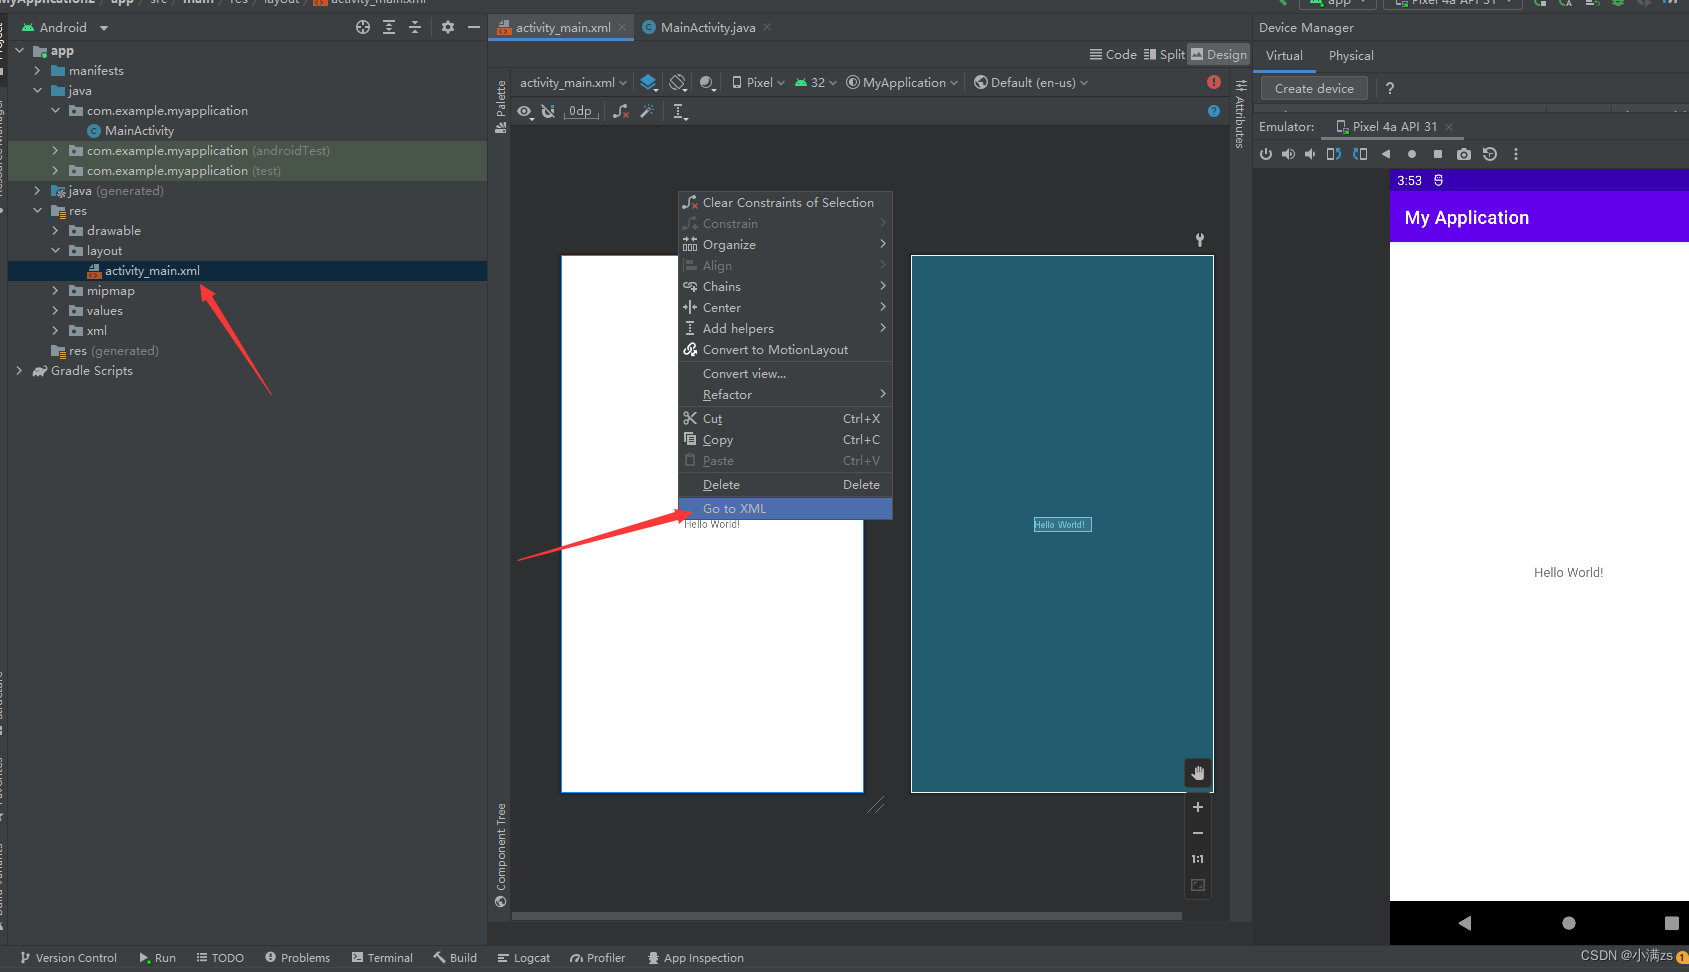 MyApplication2 / app / src / main / res / layout / activity_main.xml
app
Pixel 4a API 31
Android
activity_main.xml
MainActivity.java
Device Manager
app
manifests
java
com.example.myapplication
MainActivity
com.example.myapplication (androidTest)
com.example.myapplication (test)
java (generated)
res
drawable
layout
activity_main.xml
mipmap
values
xml
res (generated)
Gradle Scripts
Code
Split
Design
Palette
activity_main.xml
Pixel
32
MyApplication
Default (en-us)
0dp
Attributes
Clear Constraints of Selection
Constrain
Organize
Align
Chains
Center
Add helpers
Convert to MotionLayout
Convert view...
Refactor
Cut Ctrl+X
Copy Ctrl+C
Paste Ctrl+V
Delete Delete
Go to XML
Hello World!
Hello World!
1:1
Component Tree
Virtual
Physical
Create device
?
Emulator:
Pixel 4a API 31
3:53
My Application
Hello World!
Version Control
Run
TODO
Problems
Terminal
Build
Logcat
Profiler
App Inspection
CSDN @小满zs
1